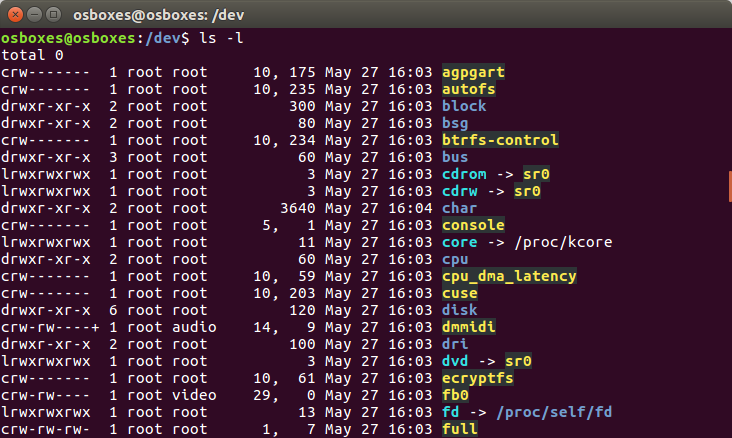 osboxes@osboxes: /dev
osboxes@osboxes:/dev$ ls -l
total 0
crw-------  1 root root     10, 175 May 27 16:03 agpgart
crw-------  1 root root     10, 235 May 27 16:03 autofs
drwxr-xr-x  2 root root         300 May 27 16:03 block
drwxr-xr-x  2 root root          80 May 27 16:03 bsg
crw-------  1 root root     10, 234 May 27 16:03 btrfs-control
drwxr-xr-x  3 root root          60 May 27 16:03 bus
lrwxrwxrwx  1 root root           3 May 27 16:03 cdrom -> sr0
lrwxrwxrwx  1 root root           3 May 27 16:03 cdrw -> sr0
drwxr-xr-x  2 root root        3640 May 27 16:04 char
crw-------  1 root root      5,   1 May 27 16:03 console
lrwxrwxrwx  1 root root          11 May 27 16:03 core -> /proc/kcore
drwxr-xr-x  2 root root          60 May 27 16:03 cpu
crw-------  1 root root     10,  59 May 27 16:03 cpu_dma_latency
crw-------  1 root root     10, 203 May 27 16:03 cuse
drwxr-xr-x  6 root root         120 May 27 16:03 disk
crw-rw----+ 1 root audio    14,   9 May 27 16:03 dmmidi
drwxr-xr-x  2 root root         100 May 27 16:03 dri
lrwxrwxrwx  1 root root           3 May 27 16:03 dvd -> sr0
crw-------  1 root root     10,  61 May 27 16:03 ecryptfs
crw-rw----  1 root video    29,   0 May 27 16:03 fb0
lrwxrwxrwx  1 root root          13 May 27 16:03 fd -> /proc/self/fd
crw-rw-rw-  1 root root      1,   7 May 27 16:03 full